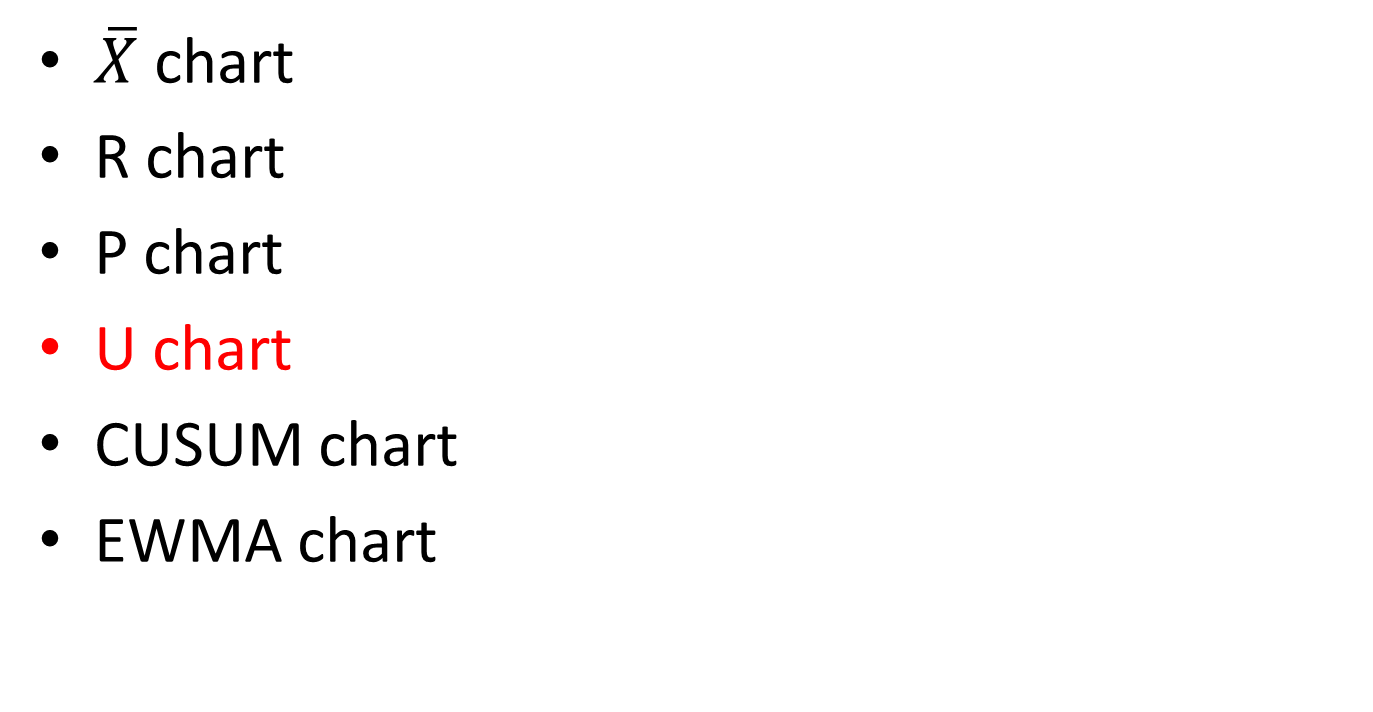 • X̄ chart
• R chart
• P chart
• U chart
• CUSUM chart
• EWMA chart